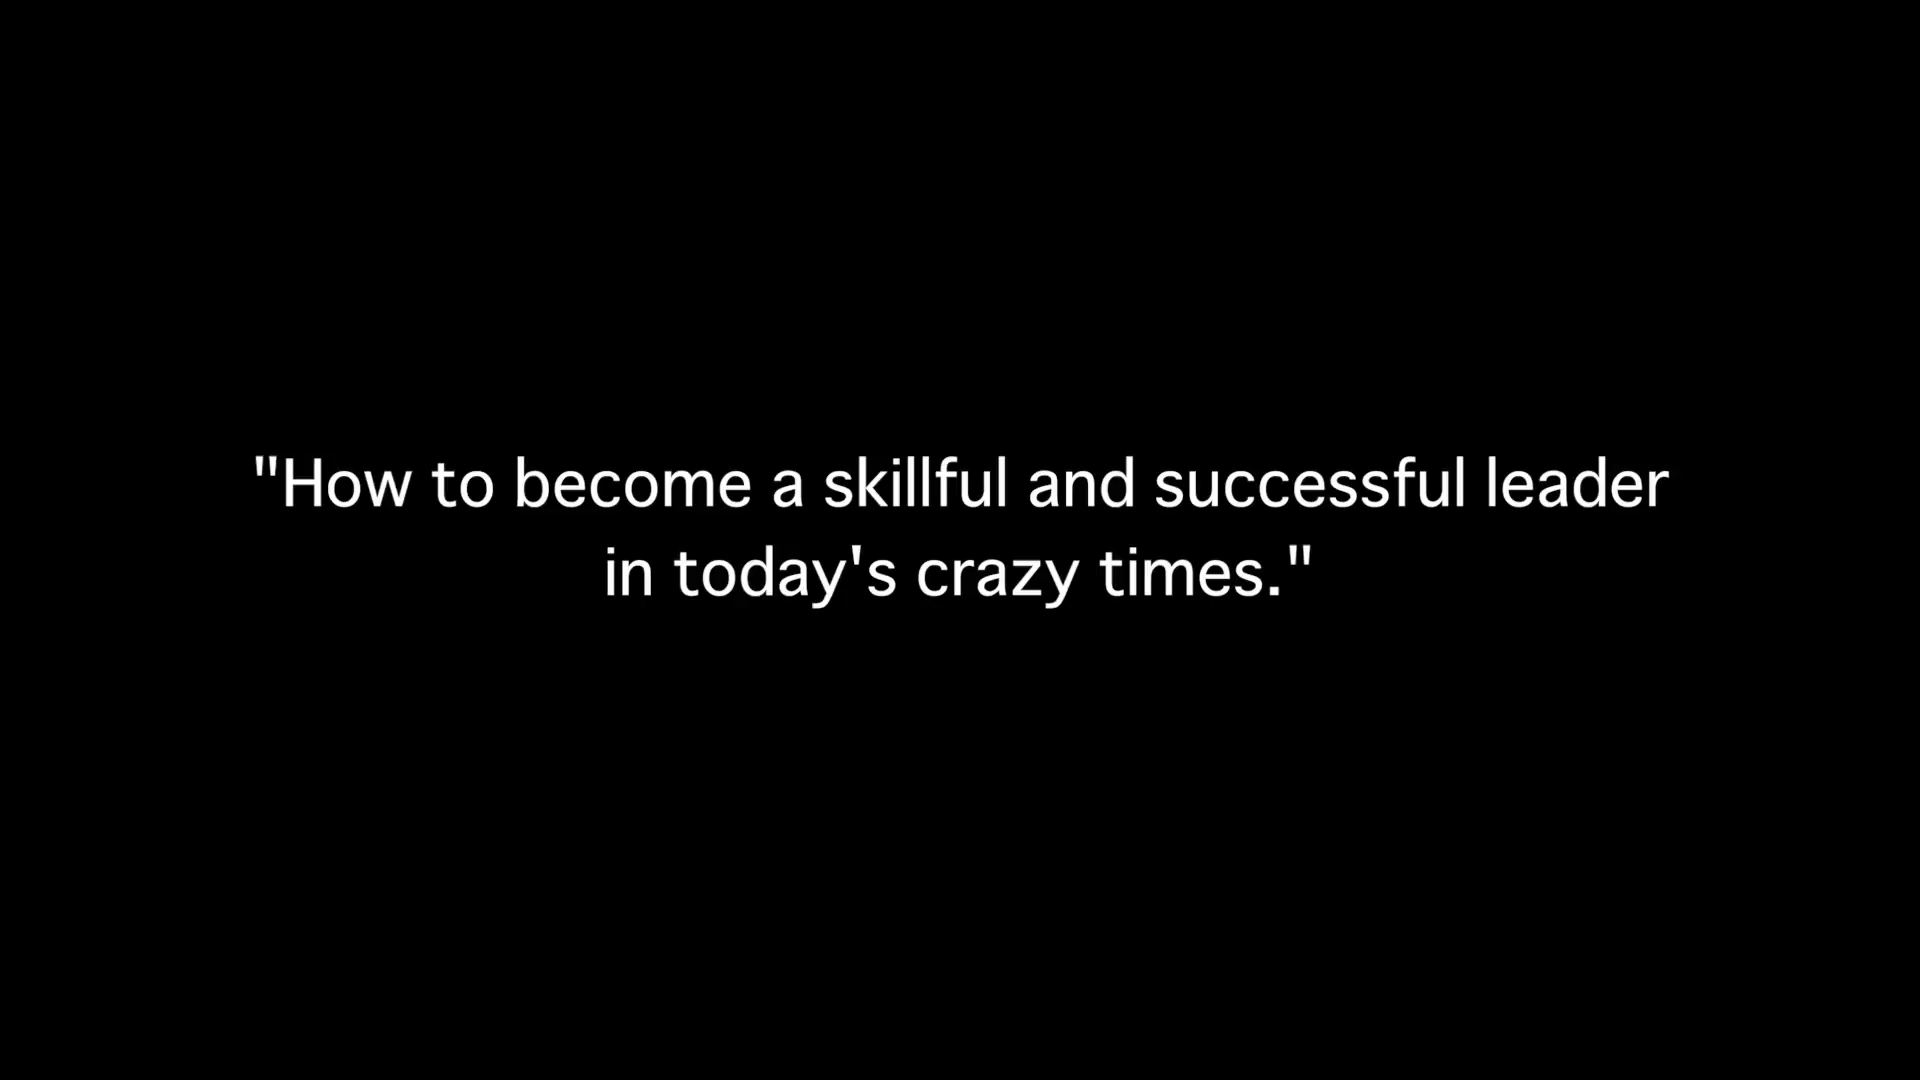 "How to become a skillful and successful leader
in today's crazy times."